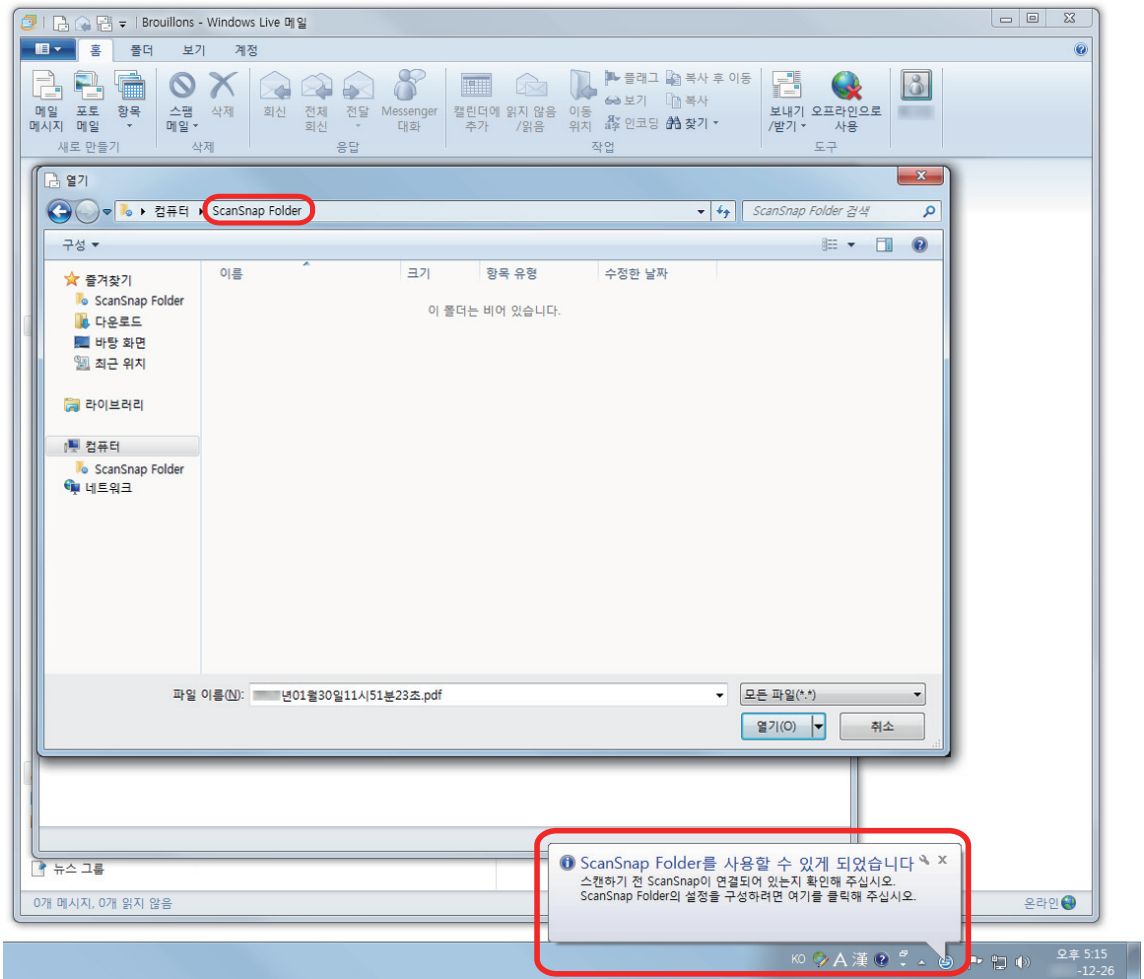 Brouillons - Windows Live 메일
홈 폴더 보기 계정
메일 메시지
포토 메일
항목
스팸 메일
삭제
회신
전체 회신
전달
Messenger 대화
캘린더에 추가
읽지 않음/읽음
이동 위치
플래그
보기
인코딩
복사 후 이동
복사
찾기
보내기/받기
오프라인으로 사용
새로 만들기 삭제 응답 작업 도구
열기
컴퓨터 ScanSnap Folder
ScanSnap Folder 검색
구성
이름 크기 항목 유형 수정한 날짜
이 폴더는 비어 있습니다.
즐겨찾기
ScanSnap Folder
다운로드
바탕 화면
최근 위치
라이브러리
컴퓨터
ScanSnap Folder
네트워크
파일 이름(N): 년01월30일11시51분23초.pdf
모든 파일(*.*)
열기(O) 취소
뉴스 그룹
ScanSnap Folder를 사용할 수 있게 되었습니다
스캔하기 전 ScanSnap이 연결되어 있는지 확인해 주십시오.
ScanSnap Folder의 설정을 구성하려면 여기를 클릭해 주십시오.
0개 메시지, 0개 읽지 않음
온라인
KO A 漢
오후 5:15
-12-26